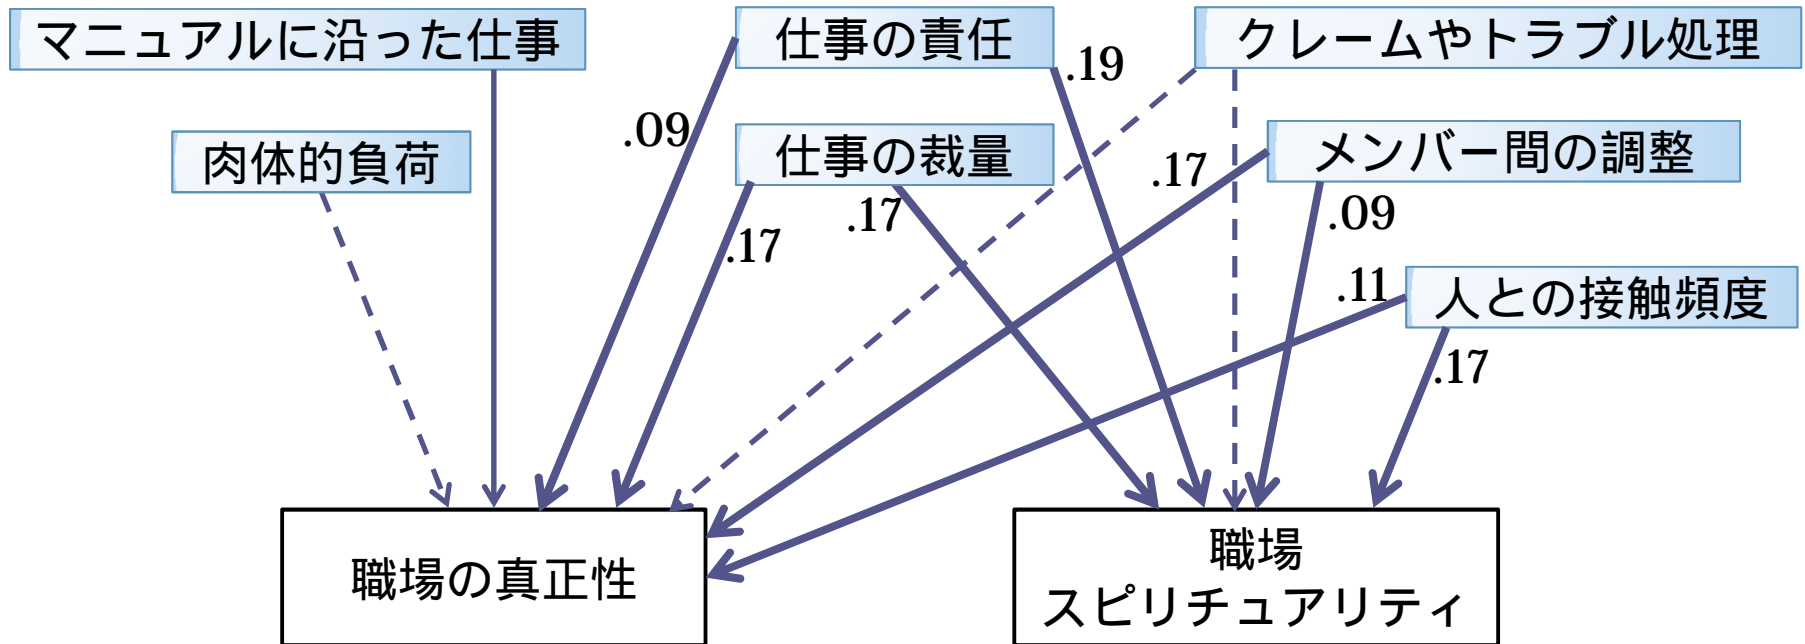 マニュアルに沿った仕事
仕事の責任
クレームやトラブル処理
.19
.09
肉体的負荷
仕事の裁量
メンバー間の調整
.17
.17
.09
.17
.11
人との接触頻度
.17
職場の真正性
職場
スピリチュアリティ